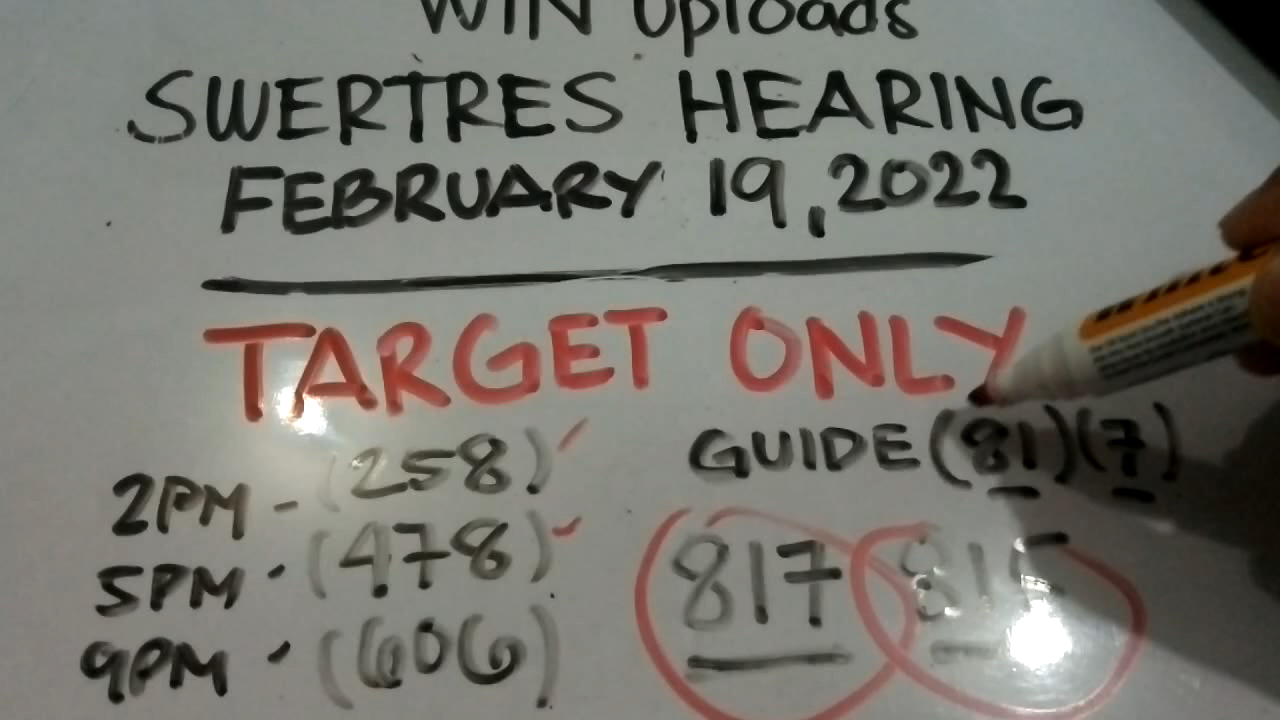 WIN Uploads
SWERTRES HEARING
FEBRUARY 19,2022
TARGET ONLY
2PM - (258)
5PM - (478)
9PM - (606)
GUIDE (81)(7)
817